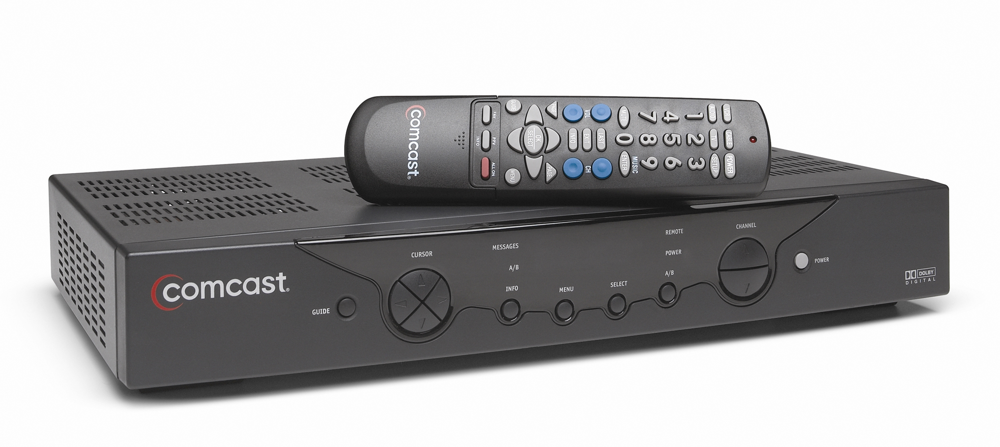 comcast®
FAV
PPV
INFO
ALL ON
GUIDE
OK
SELECT
MENU
PAGE
PAGE
VOL
INFO
EXIT
LAST
CH
MUTE
0
ENTER
MUSIC
7
8
9
4
5
6
1
2
3
AUDIO
TV
SETUP
VCR
CABLE
POWER
comcast®
GUIDE
CURSOR
MESSAGES
A/B
INFO
MENU
SELECT
REMOTE
POWER
A/B
CHANNEL
POWER
DOLBY
DIGITAL